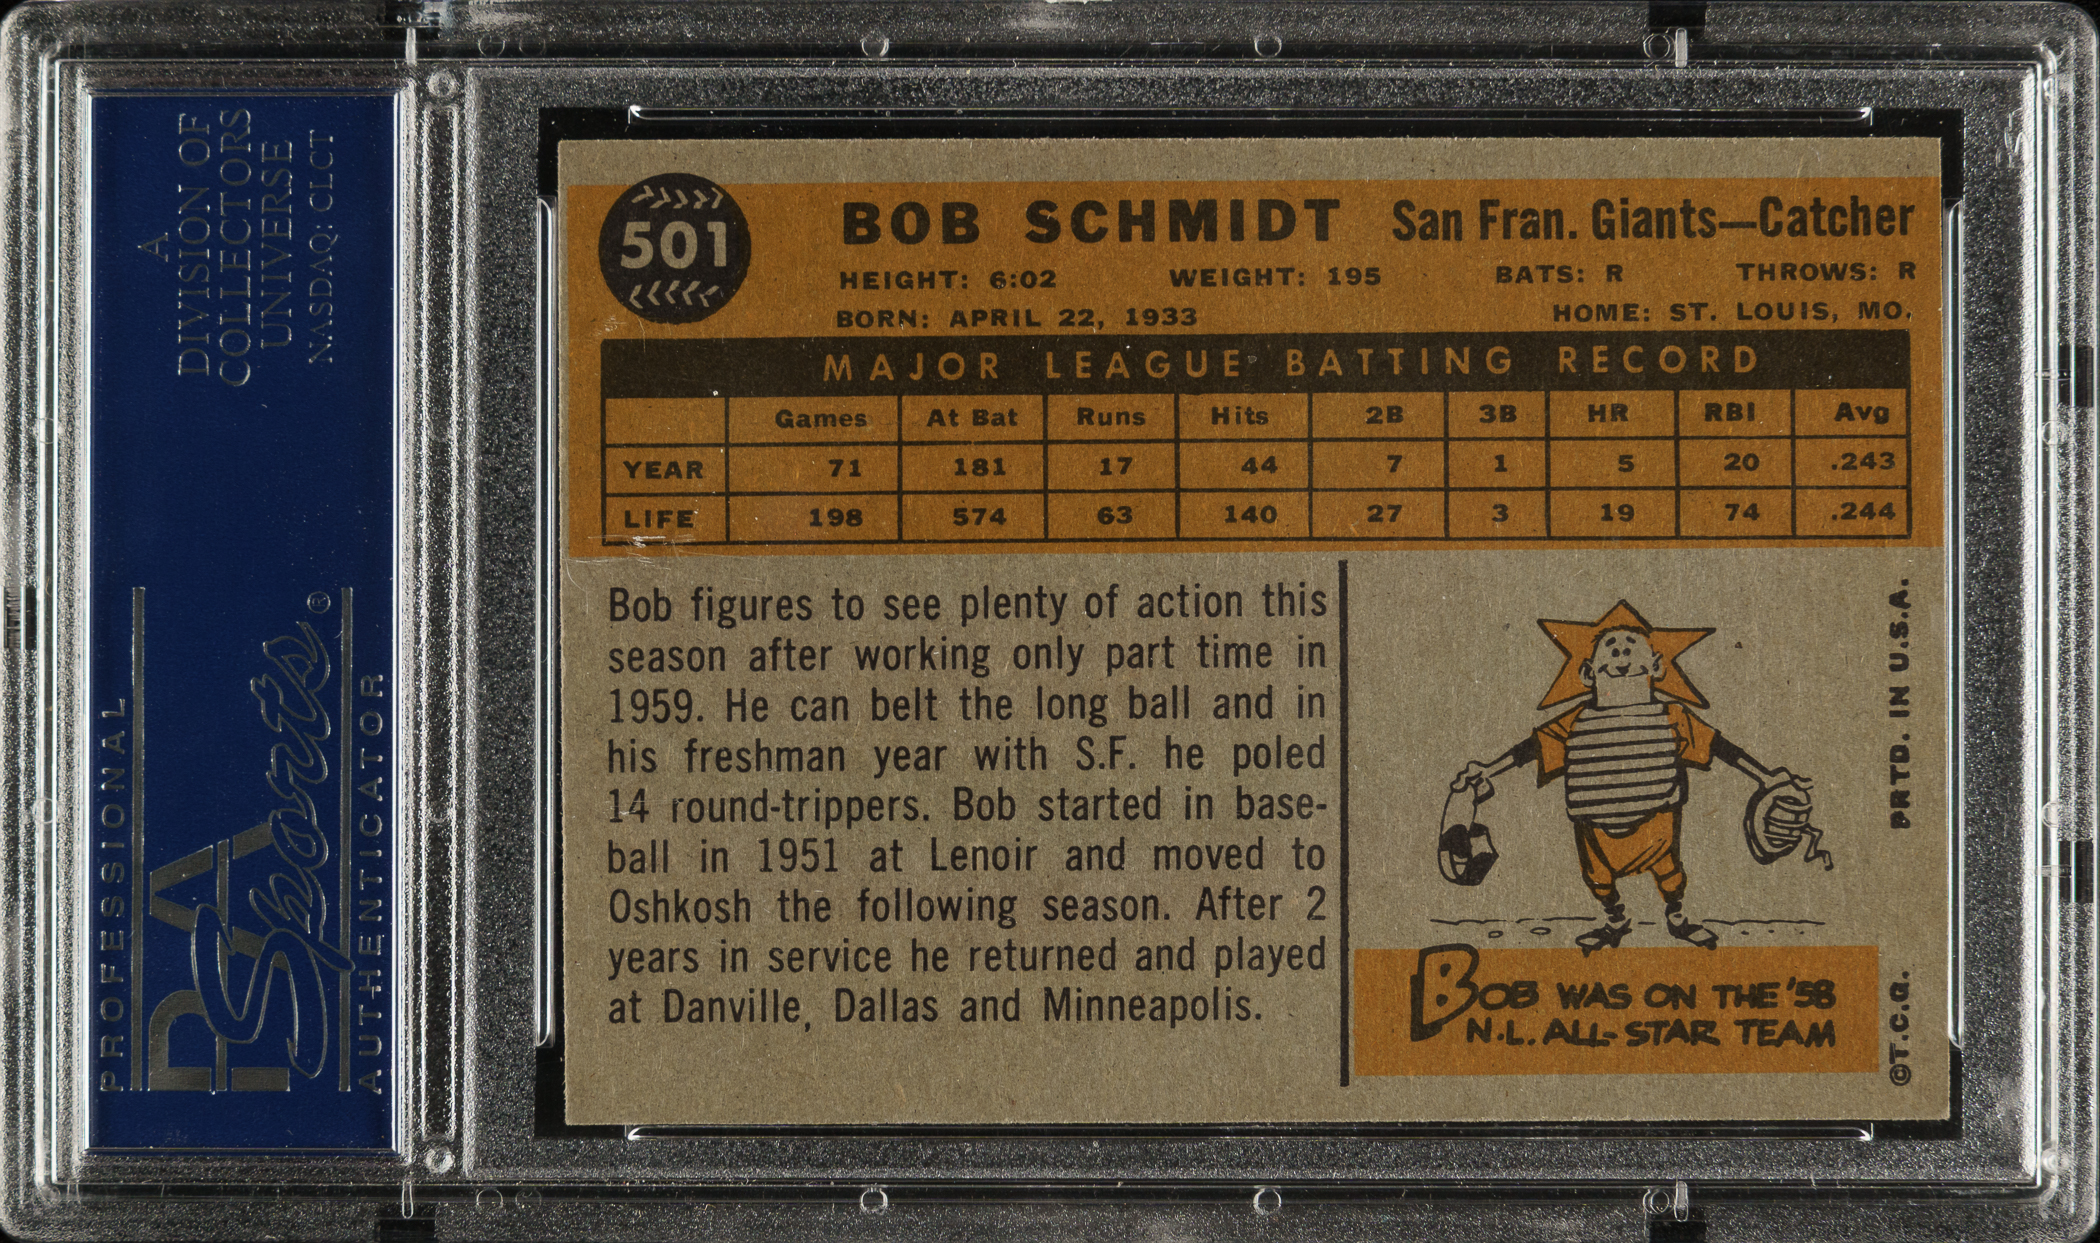 A
DIVISION OF
COLLECTORS
UNIVERSE
NASDAQ: CLCT
PROFESSIONAL
PSA
Sports®
AUTHENTICATOR
501
BOB SCHMIDT San Fran. Giants—Catcher
HEIGHT: 6:02 WEIGHT: 195 BATS: R THROWS: R
BORN: APRIL 22, 1933 HOME: ST. LOUIS, MO.
MAJOR LEAGUE BATTING RECORD
Games At Bat Runs Hits 2B 3B HR RBI Avg
YEAR 71 181 17 44 7 1 5 20 .243
LIFE 198 574 63 140 27 3 19 74 .244
Bob figures to see plenty of action this
season after working only part time in
1959. He can belt the long ball and in
his freshman year with S.F. he poled
14 round-trippers. Bob started in base-
ball in 1951 at Lenoir and moved to
Oshkosh the following season. After 2
years in service he returned and played
at Danville, Dallas and Minneapolis.
BOB WAS ON THE '58
N.L. ALL-STAR TEAM
©T.C.G. PRTD. IN U.S.A.